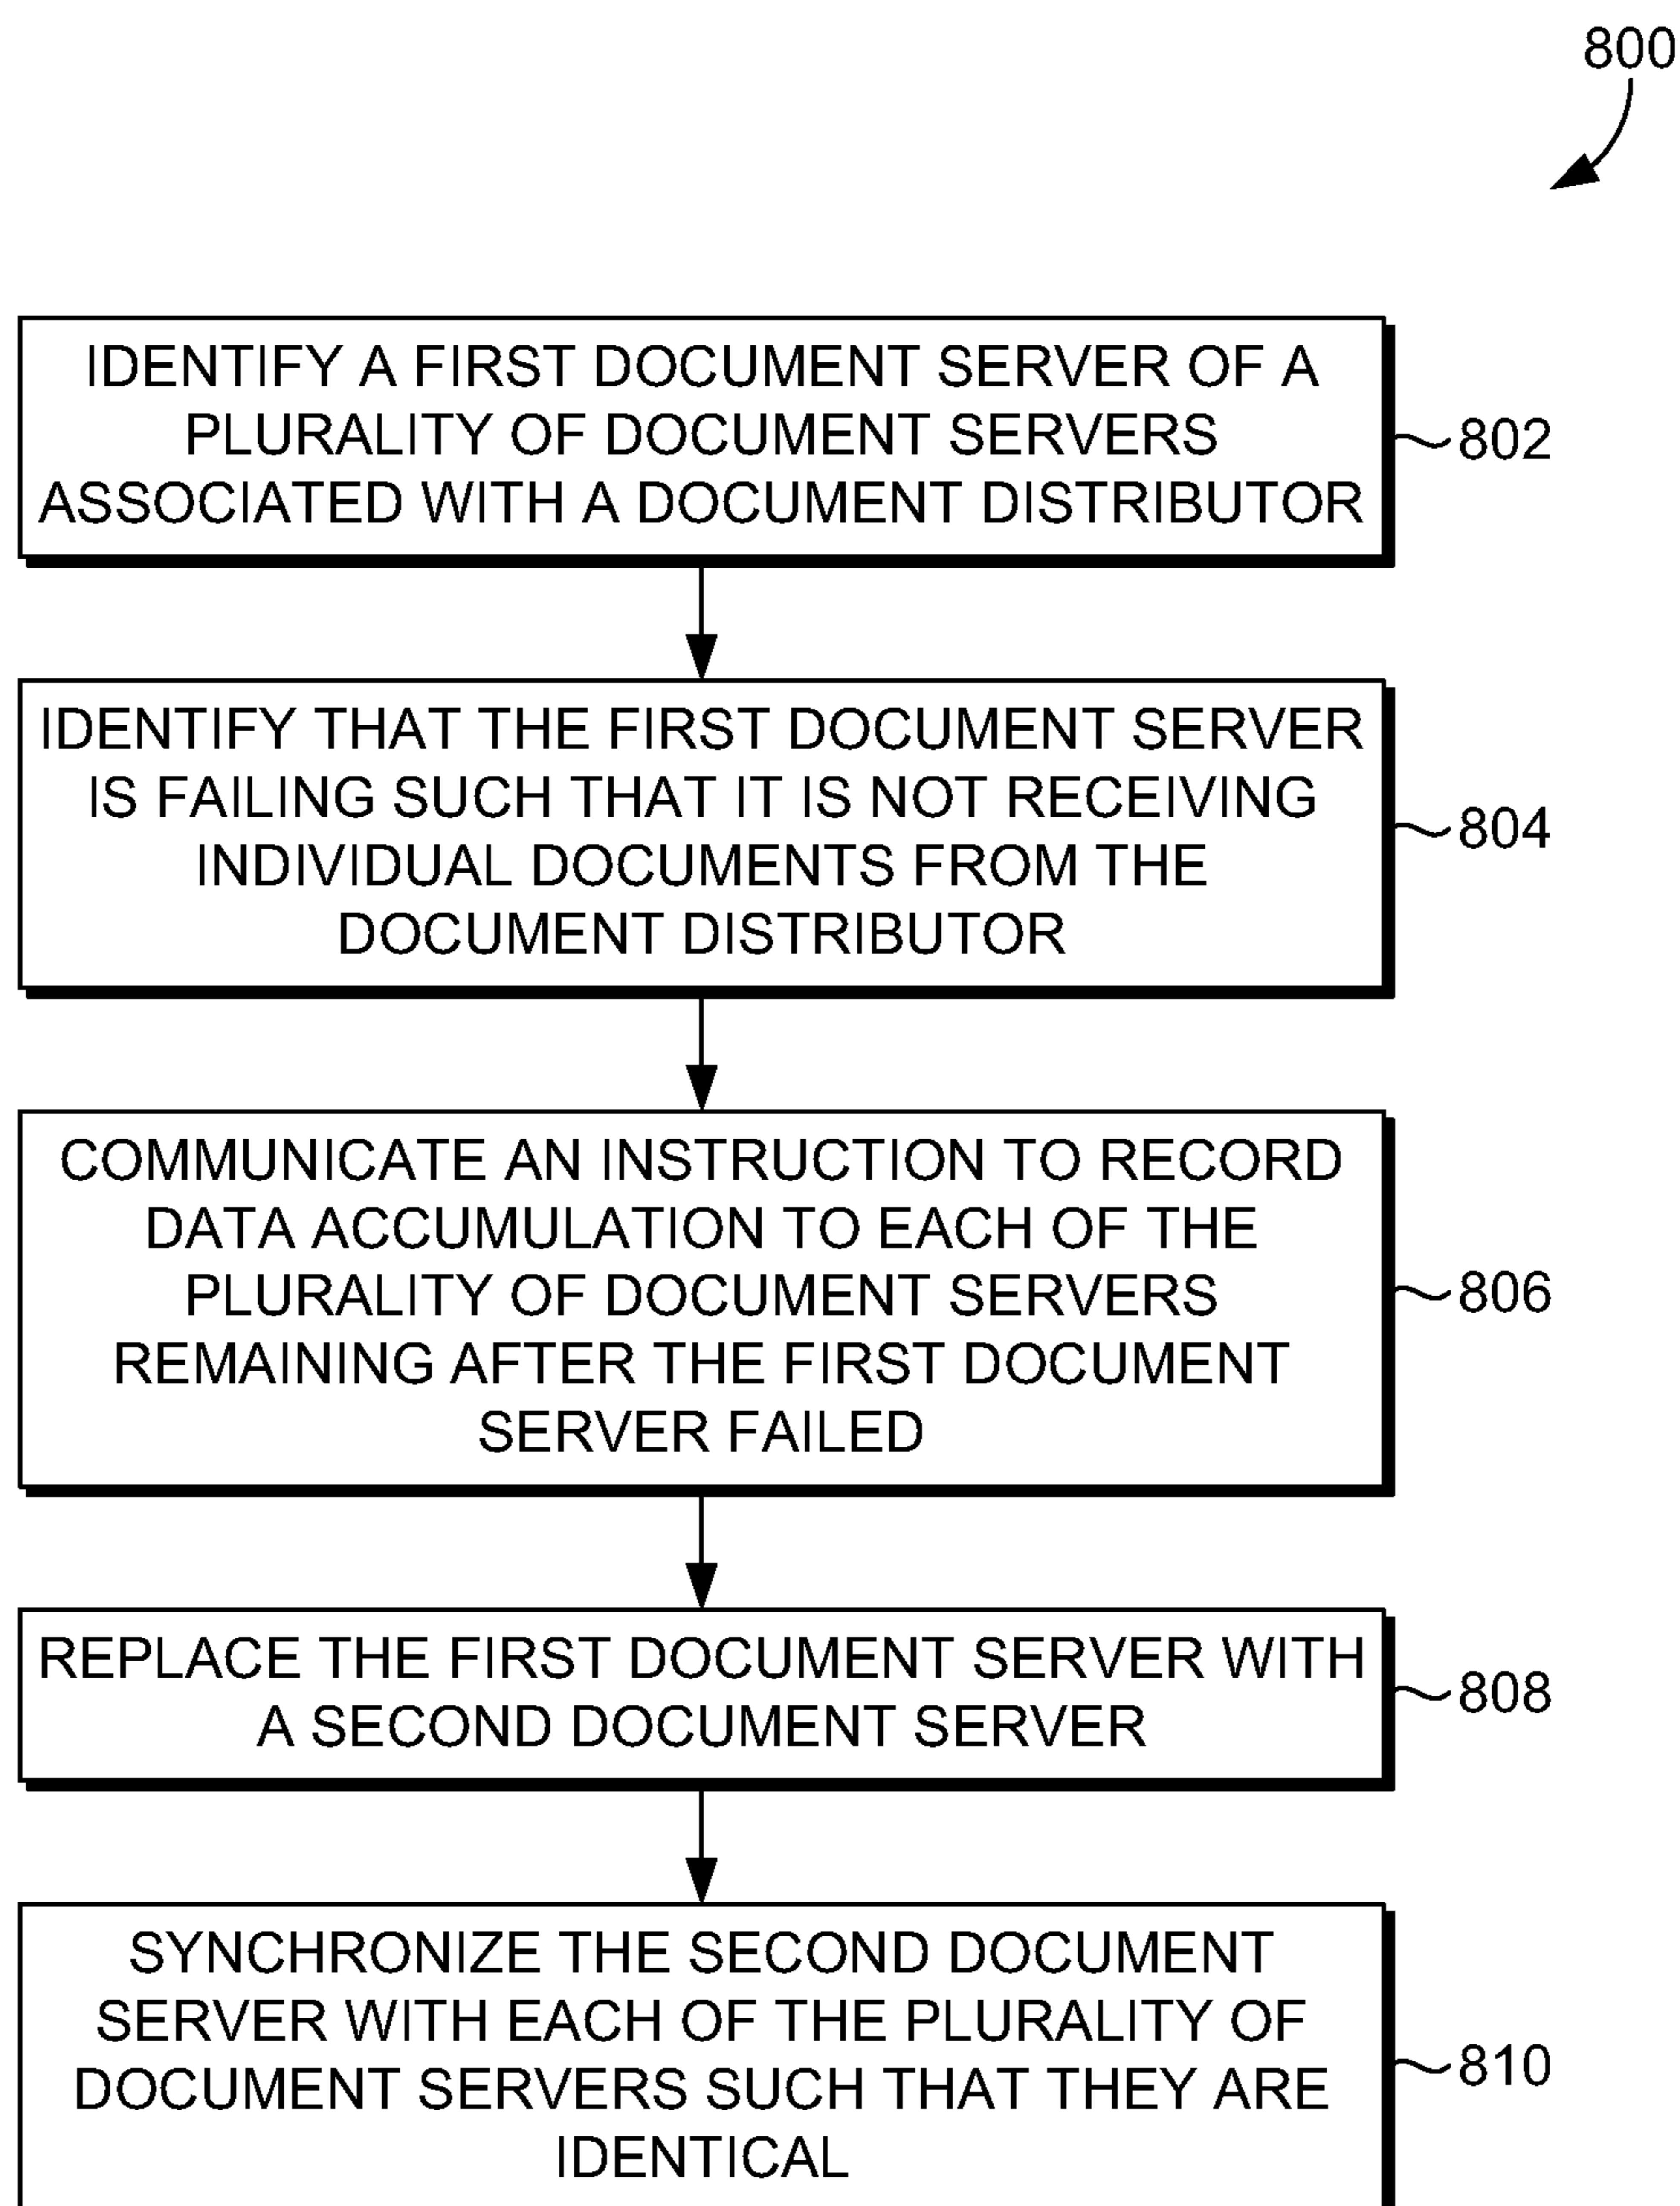 800
IDENTIFY A FIRST DOCUMENT SERVER OF A
PLURALITY OF DOCUMENT SERVERS
ASSOCIATED WITH A DOCUMENT DISTRIBUTOR
802
IDENTIFY THAT THE FIRST DOCUMENT SERVER
IS FAILING SUCH THAT IT IS NOT RECEIVING
INDIVIDUAL DOCUMENTS FROM THE
DOCUMENT DISTRIBUTOR
804
COMMUNICATE AN INSTRUCTION TO RECORD
DATA ACCUMULATION TO EACH OF THE
PLURALITY OF DOCUMENT SERVERS
REMAINING AFTER THE FIRST DOCUMENT
SERVER FAILED
806
REPLACE THE FIRST DOCUMENT SERVER WITH
A SECOND DOCUMENT SERVER
808
SYNCHRONIZE THE SECOND DOCUMENT
SERVER WITH EACH OF THE PLURALITY OF
DOCUMENT SERVERS SUCH THAT THEY ARE
IDENTICAL
810